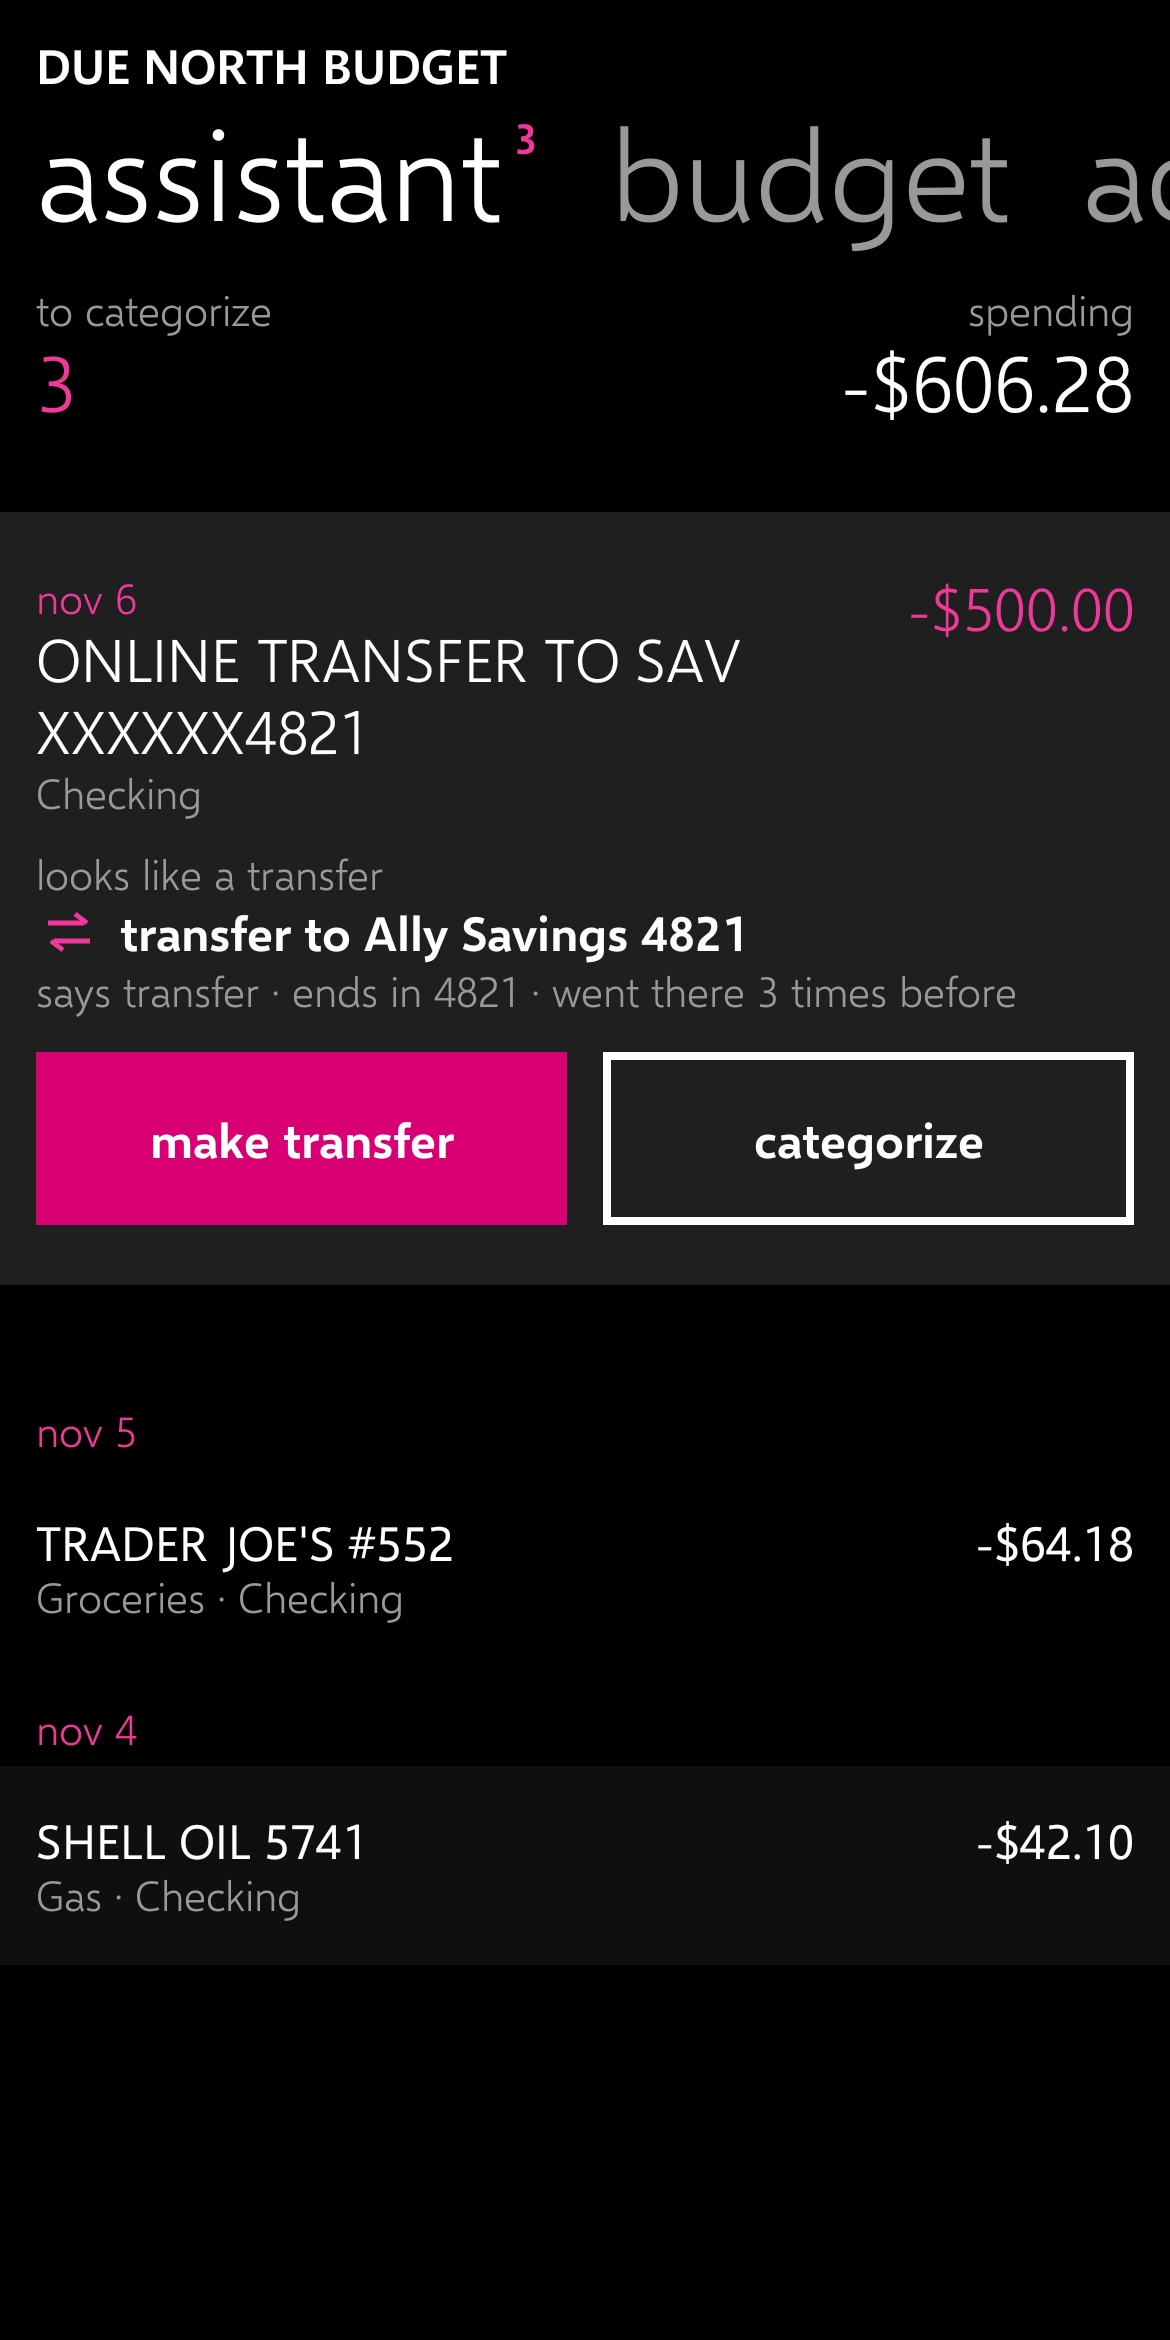 DUE NORTH BUDGET
assistant 3 budget ac
to categorize spending
3 -$606.28
nov 6 -$500.00
ONLINE TRANSFER TO SAV
XXXXXX4821
Checking
looks like a transfer
transfer to Ally Savings 4821
says transfer · ends in 4821 · went there 3 times before
make transfer categorize
nov 5
TRADER JOE'S #552 -$64.18
Groceries · Checking
nov 4
SHELL OIL 5741 -$42.10
Gas · Checking